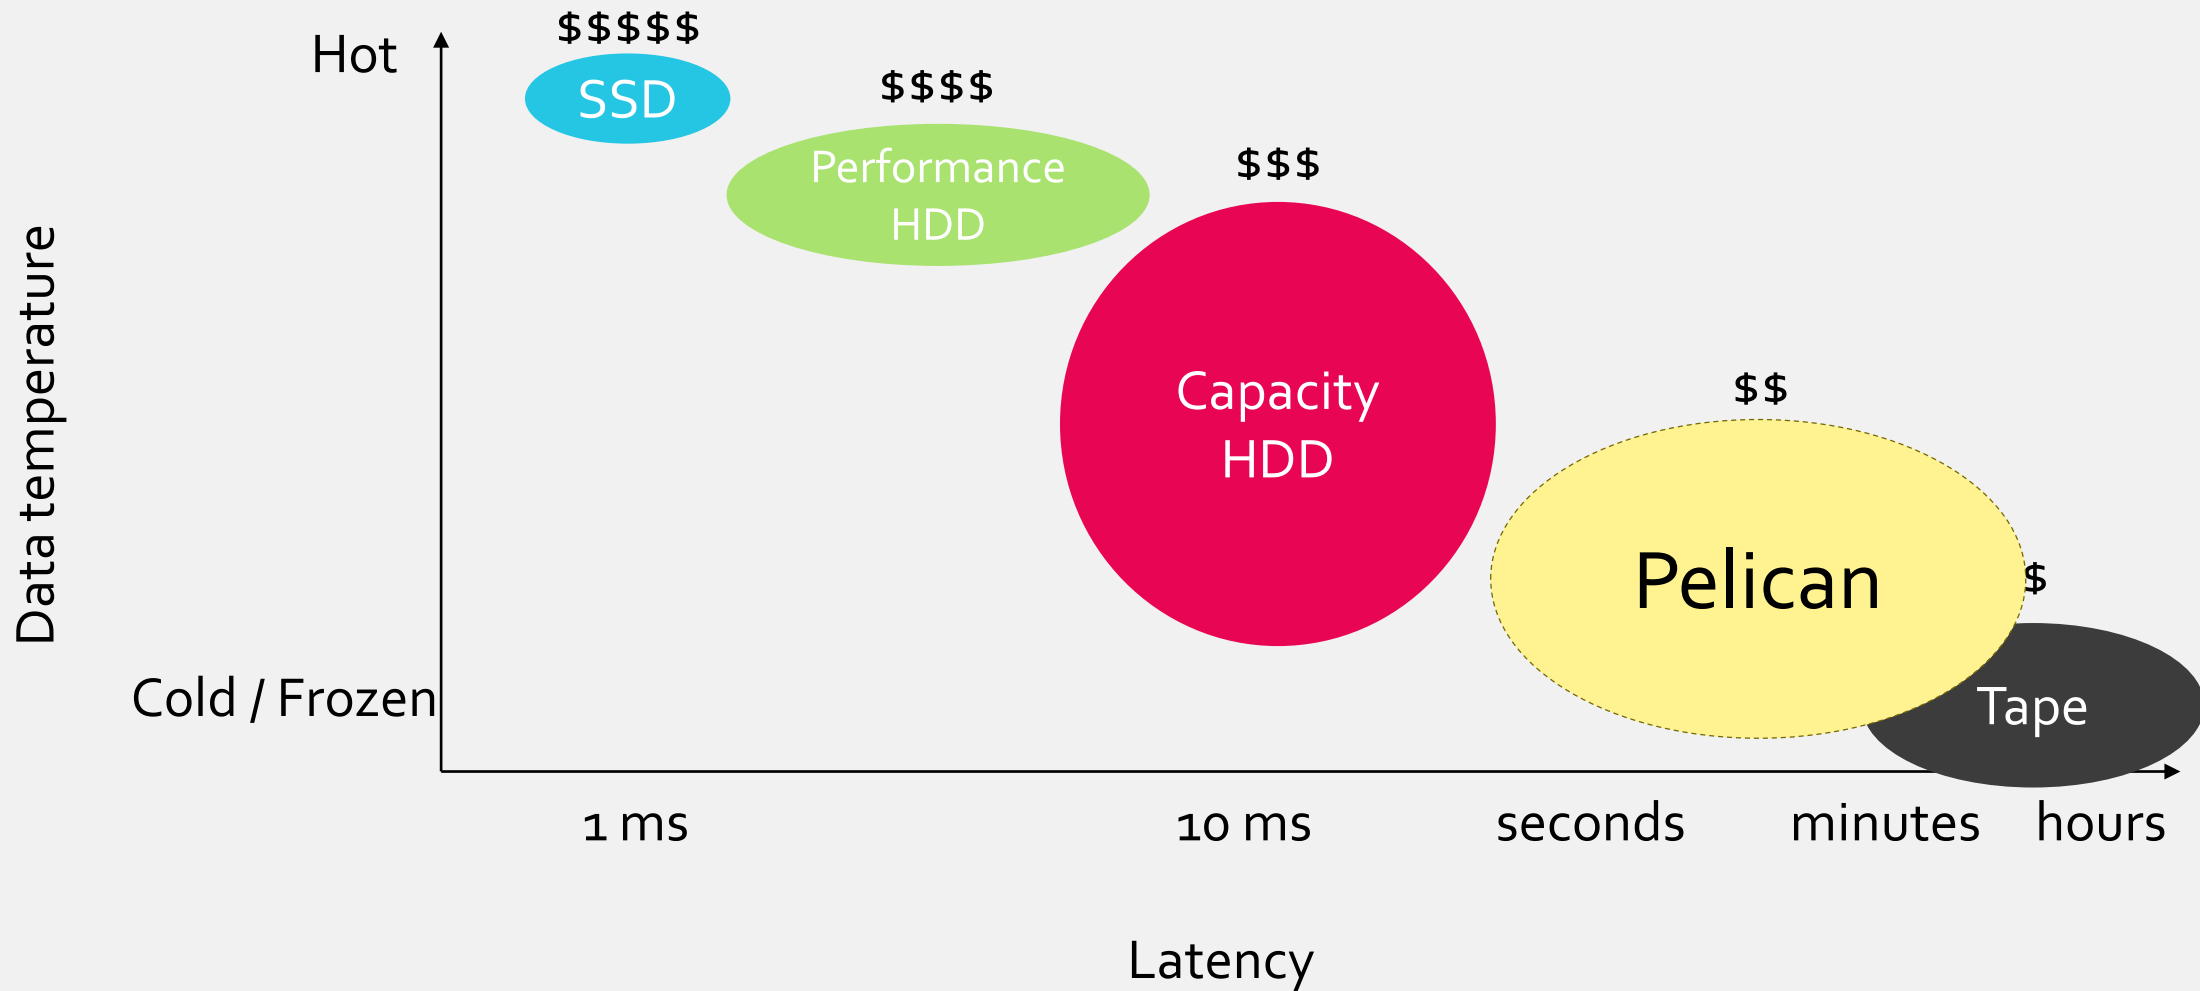 $$$$$
Hot
SSD
$$$$
Performance
HDD
$$$
Capacity
HDD
Data temperature
$$
Pelican
$
Tape
Cold / Frozen
1 ms
10 ms
seconds
minutes
hours
Latency